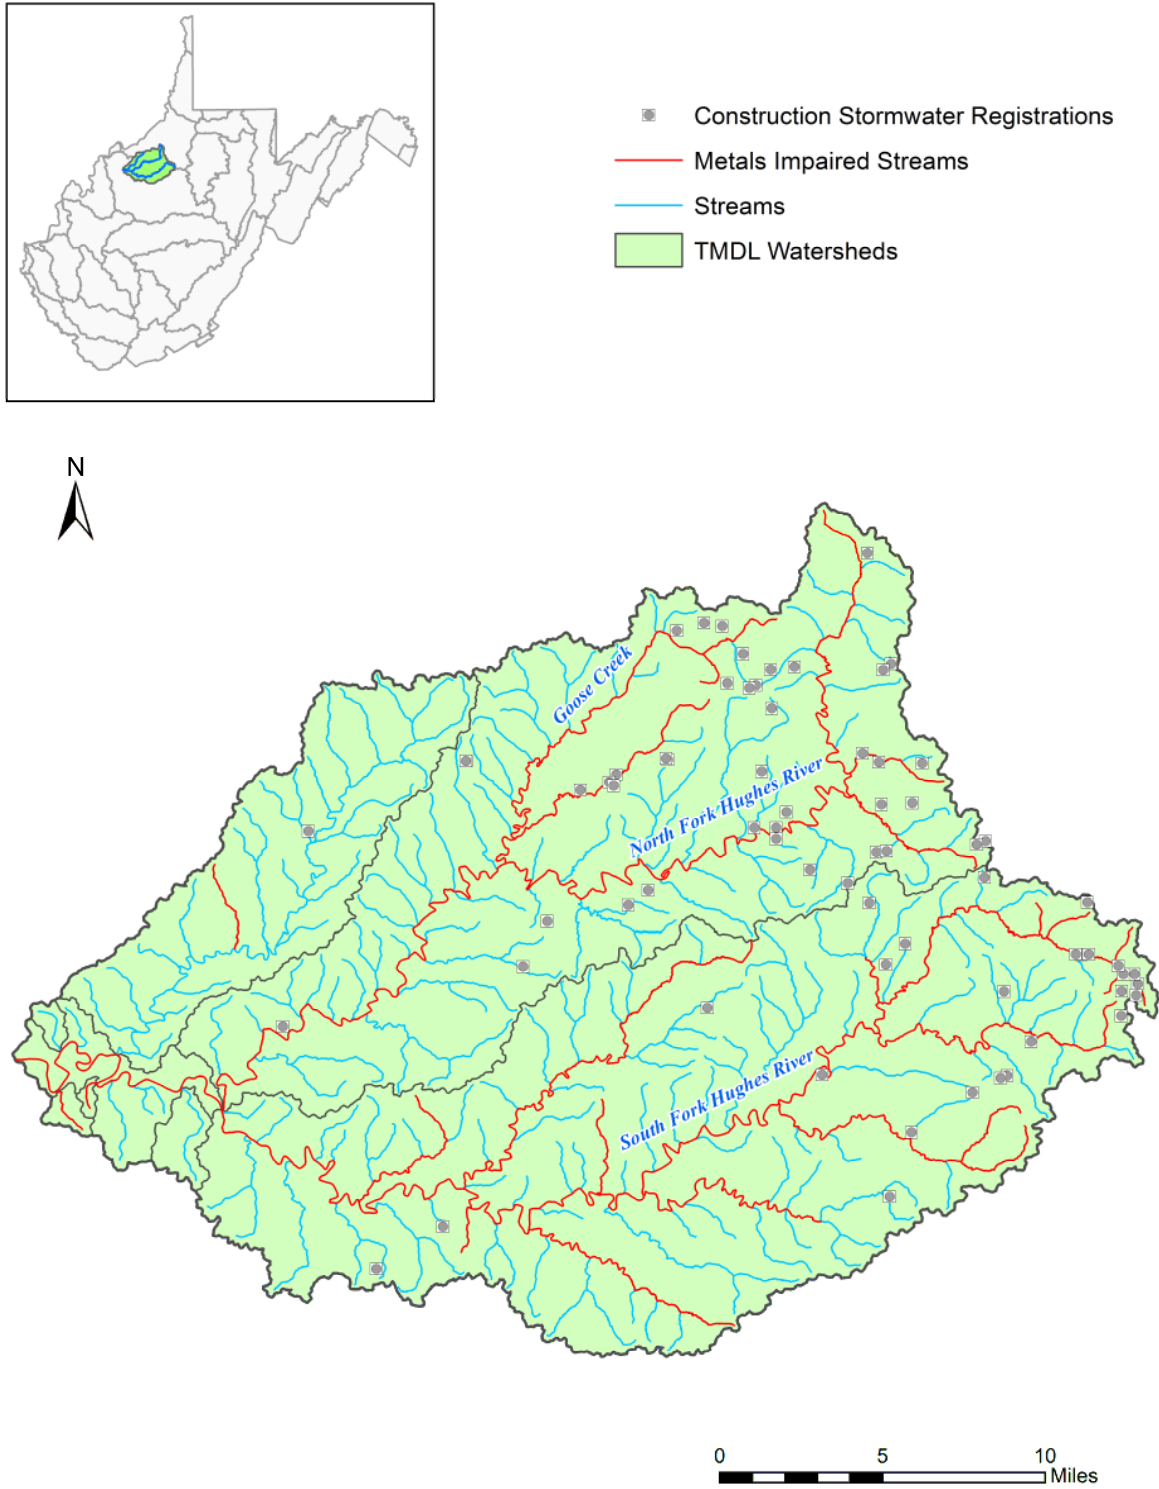 Construction Stormwater Registrations
Metals Impaired Streams
Streams
TMDL Watersheds
N
Goose Creek
North Fork Hughes River
South Fork Hughes River
0 5 10
Miles